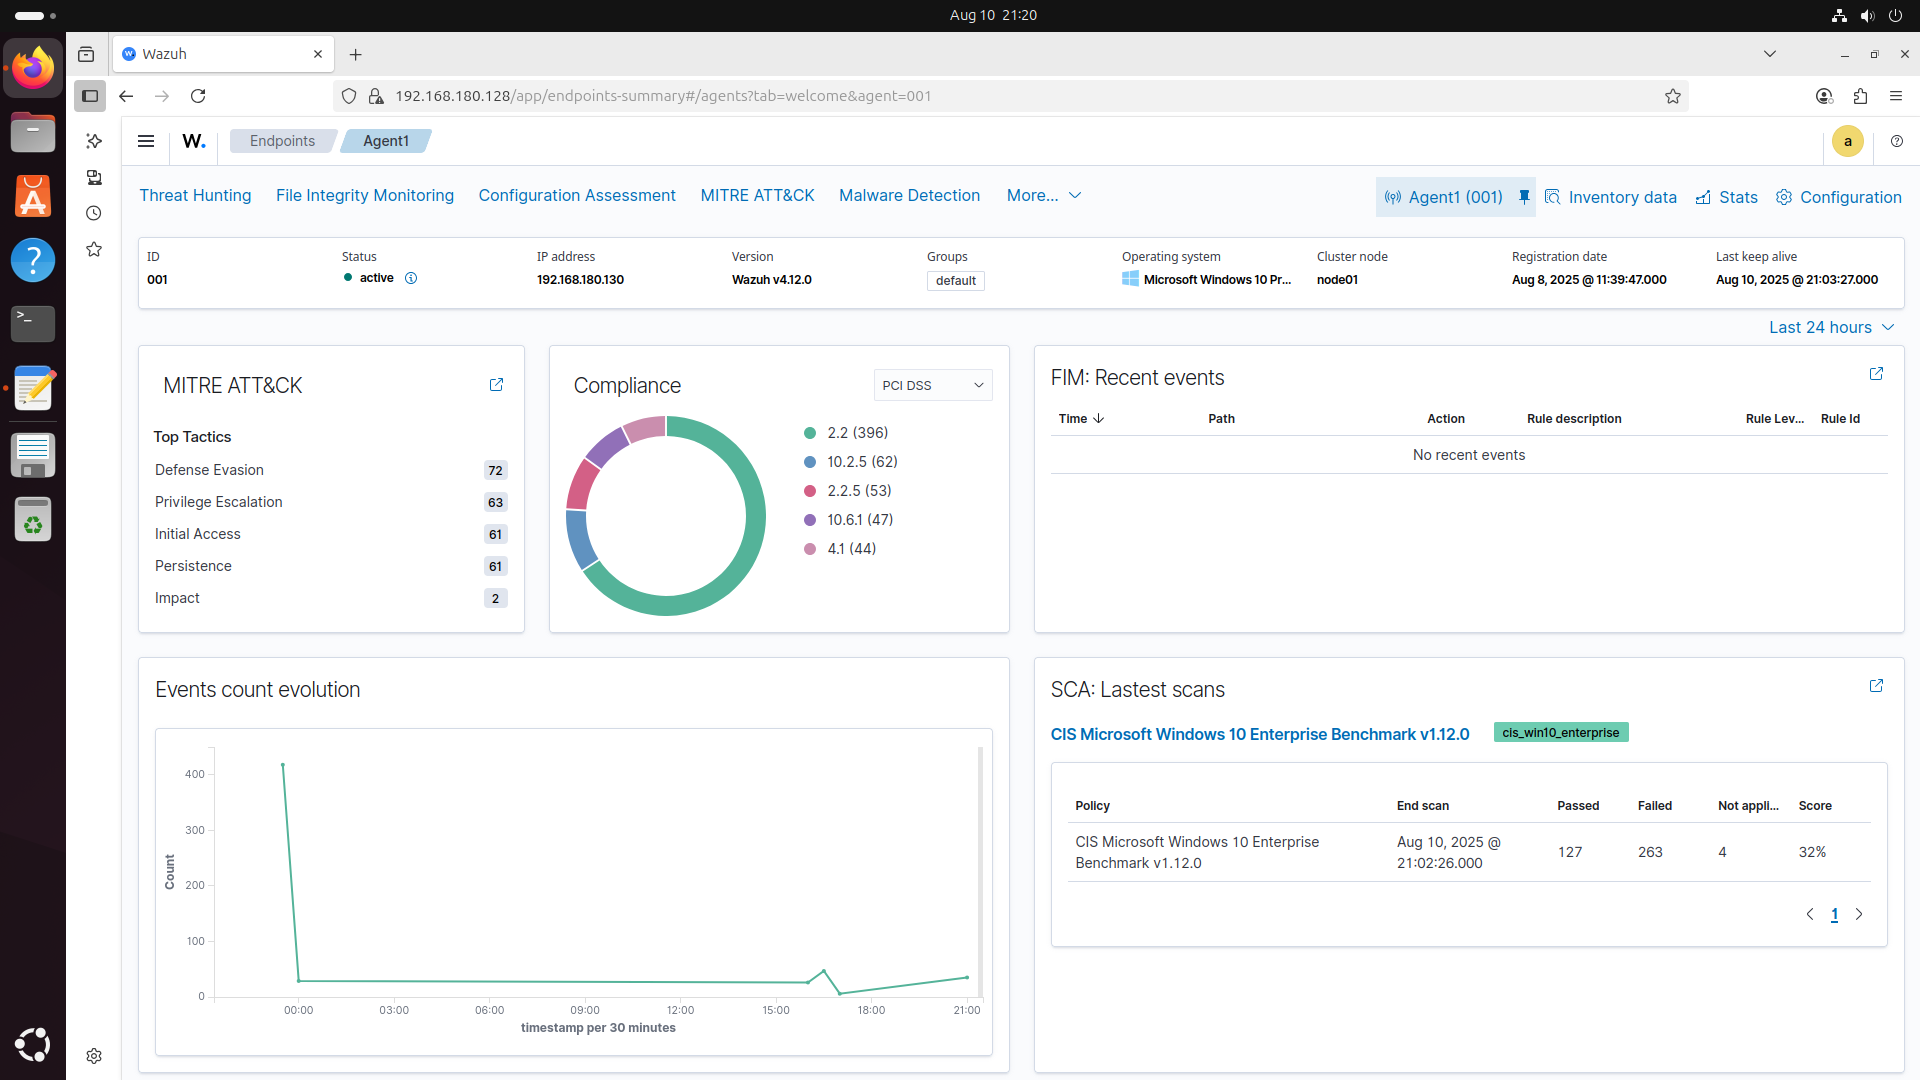 Aug 10 21:20
Wazuh
192.168.180.128/app/endpoints-summary#/agents?tab=welcome&agent=001
W.
Endpoints
Agent1
a
Threat Hunting
File Integrity Monitoring
Configuration Assessment
MITRE ATT&CK
Malware Detection
More...
Agent1 (001)
Inventory data
Stats
Configuration
ID
001
Status
active
IP address
192.168.180.130
Version
Wazuh v4.12.0
Groups
default
Operating system
Microsoft Windows 10 Pr...
Cluster node
node01
Registration date
Aug 8, 2025 @ 11:39:47.000
Last keep alive
Aug 10, 2025 @ 21:03:27.000
Last 24 hours
MITRE ATT&CK
Top Tactics
Defense Evasion 72
Privilege Escalation 63
Initial Access 61
Persistence 61
Impact 2
Compliance
PCI DSS
2.2 (396)
10.2.5 (62)
2.2.5 (53)
10.6.1 (47)
4.1 (44)
FIM: Recent events
Time Path Action Rule description Rule Lev... Rule Id
No recent events
Events count evolution
Count
400
300
200
100
0
00:00 03:00 06:00 09:00 12:00 15:00 18:00 21:00
timestamp per 30 minutes
SCA: Lastest scans
CIS Microsoft Windows 10 Enterprise Benchmark v1.12.0
cis_win10_enterprise
Policy End scan Passed Failed Not appli... Score
CIS Microsoft Windows 10 Enterprise Aug 10, 2025 @ 127 263 4 32%
Benchmark v1.12.0 21:02:26.000
1